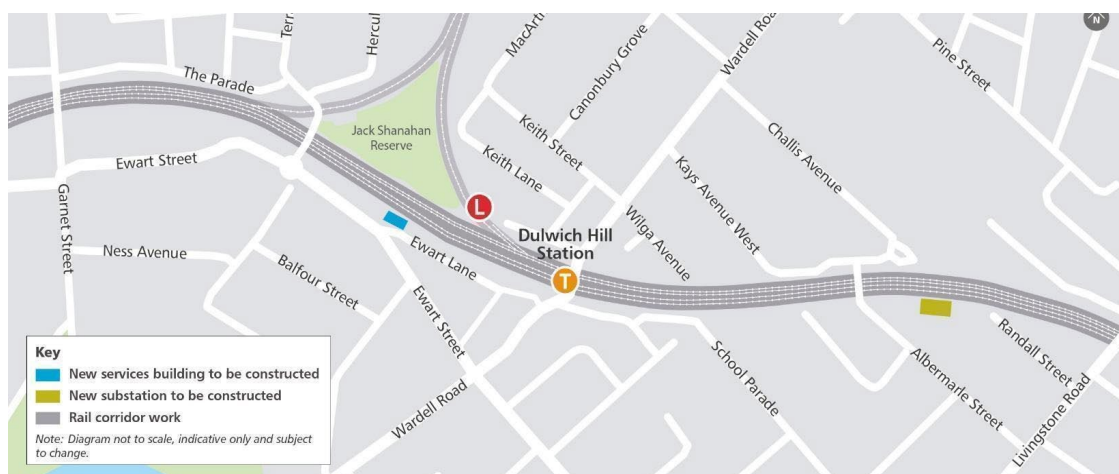 N
The Parade
Terra
Hercul
MacArth
Canonbury Grove
Wardell Road
Pine Street
Jack Shanahan
Reserve
Keith Street
Challis Avenue
Ewart Street
Keith Lane
Kays Avenue West
Garnet Street
L
Wilga Avenue
Dulwich Hill
Station
Ness Avenue
Ewart Lane
T
Balfour Street
Ewart Street
Randall Street
School Parade
Albermarle Street
Wardell Road
Livingstone Road
Key
New services building to be constructed
New substation to be constructed
Rail corridor work
Note: Diagram not to scale, indicative only and subject
to change.